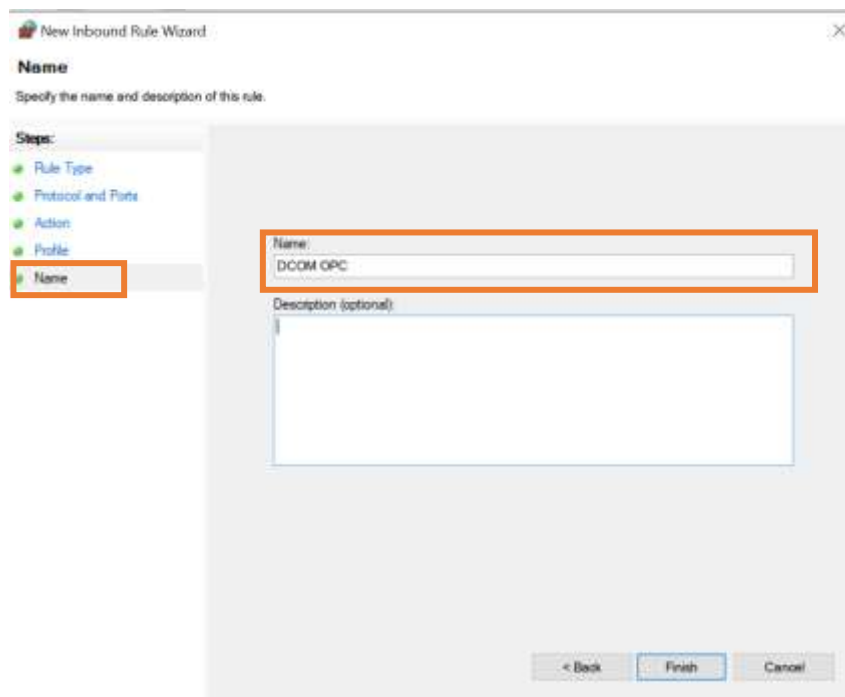 New Inbound Rule Wizard
Name
Specify the name and description of this rule.
Steps:
Rule Type
Protocol and Ports
Action
Profile
Name
Name:
DCOM OPC
Description (optional):
< Back
Finish
Cancel